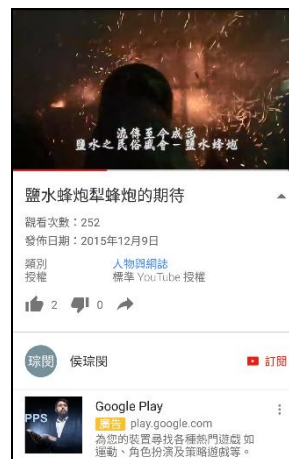 流傳至今成為
鹽水之民俗盛會－鹽水蜂炮
鹽水蜂炮犁蜂炮的期待
觀看次數：252
發佈日期：2015年12月9日
類別 人物與網誌
授權 標準 YouTube 授權
2 0
琮閔 侯琮閔 訂閱
PPS
Google Play
廣告 play.google.com
為您的裝置尋找各種熱門遊戲 如
運動、角色扮演及策略遊戲等。